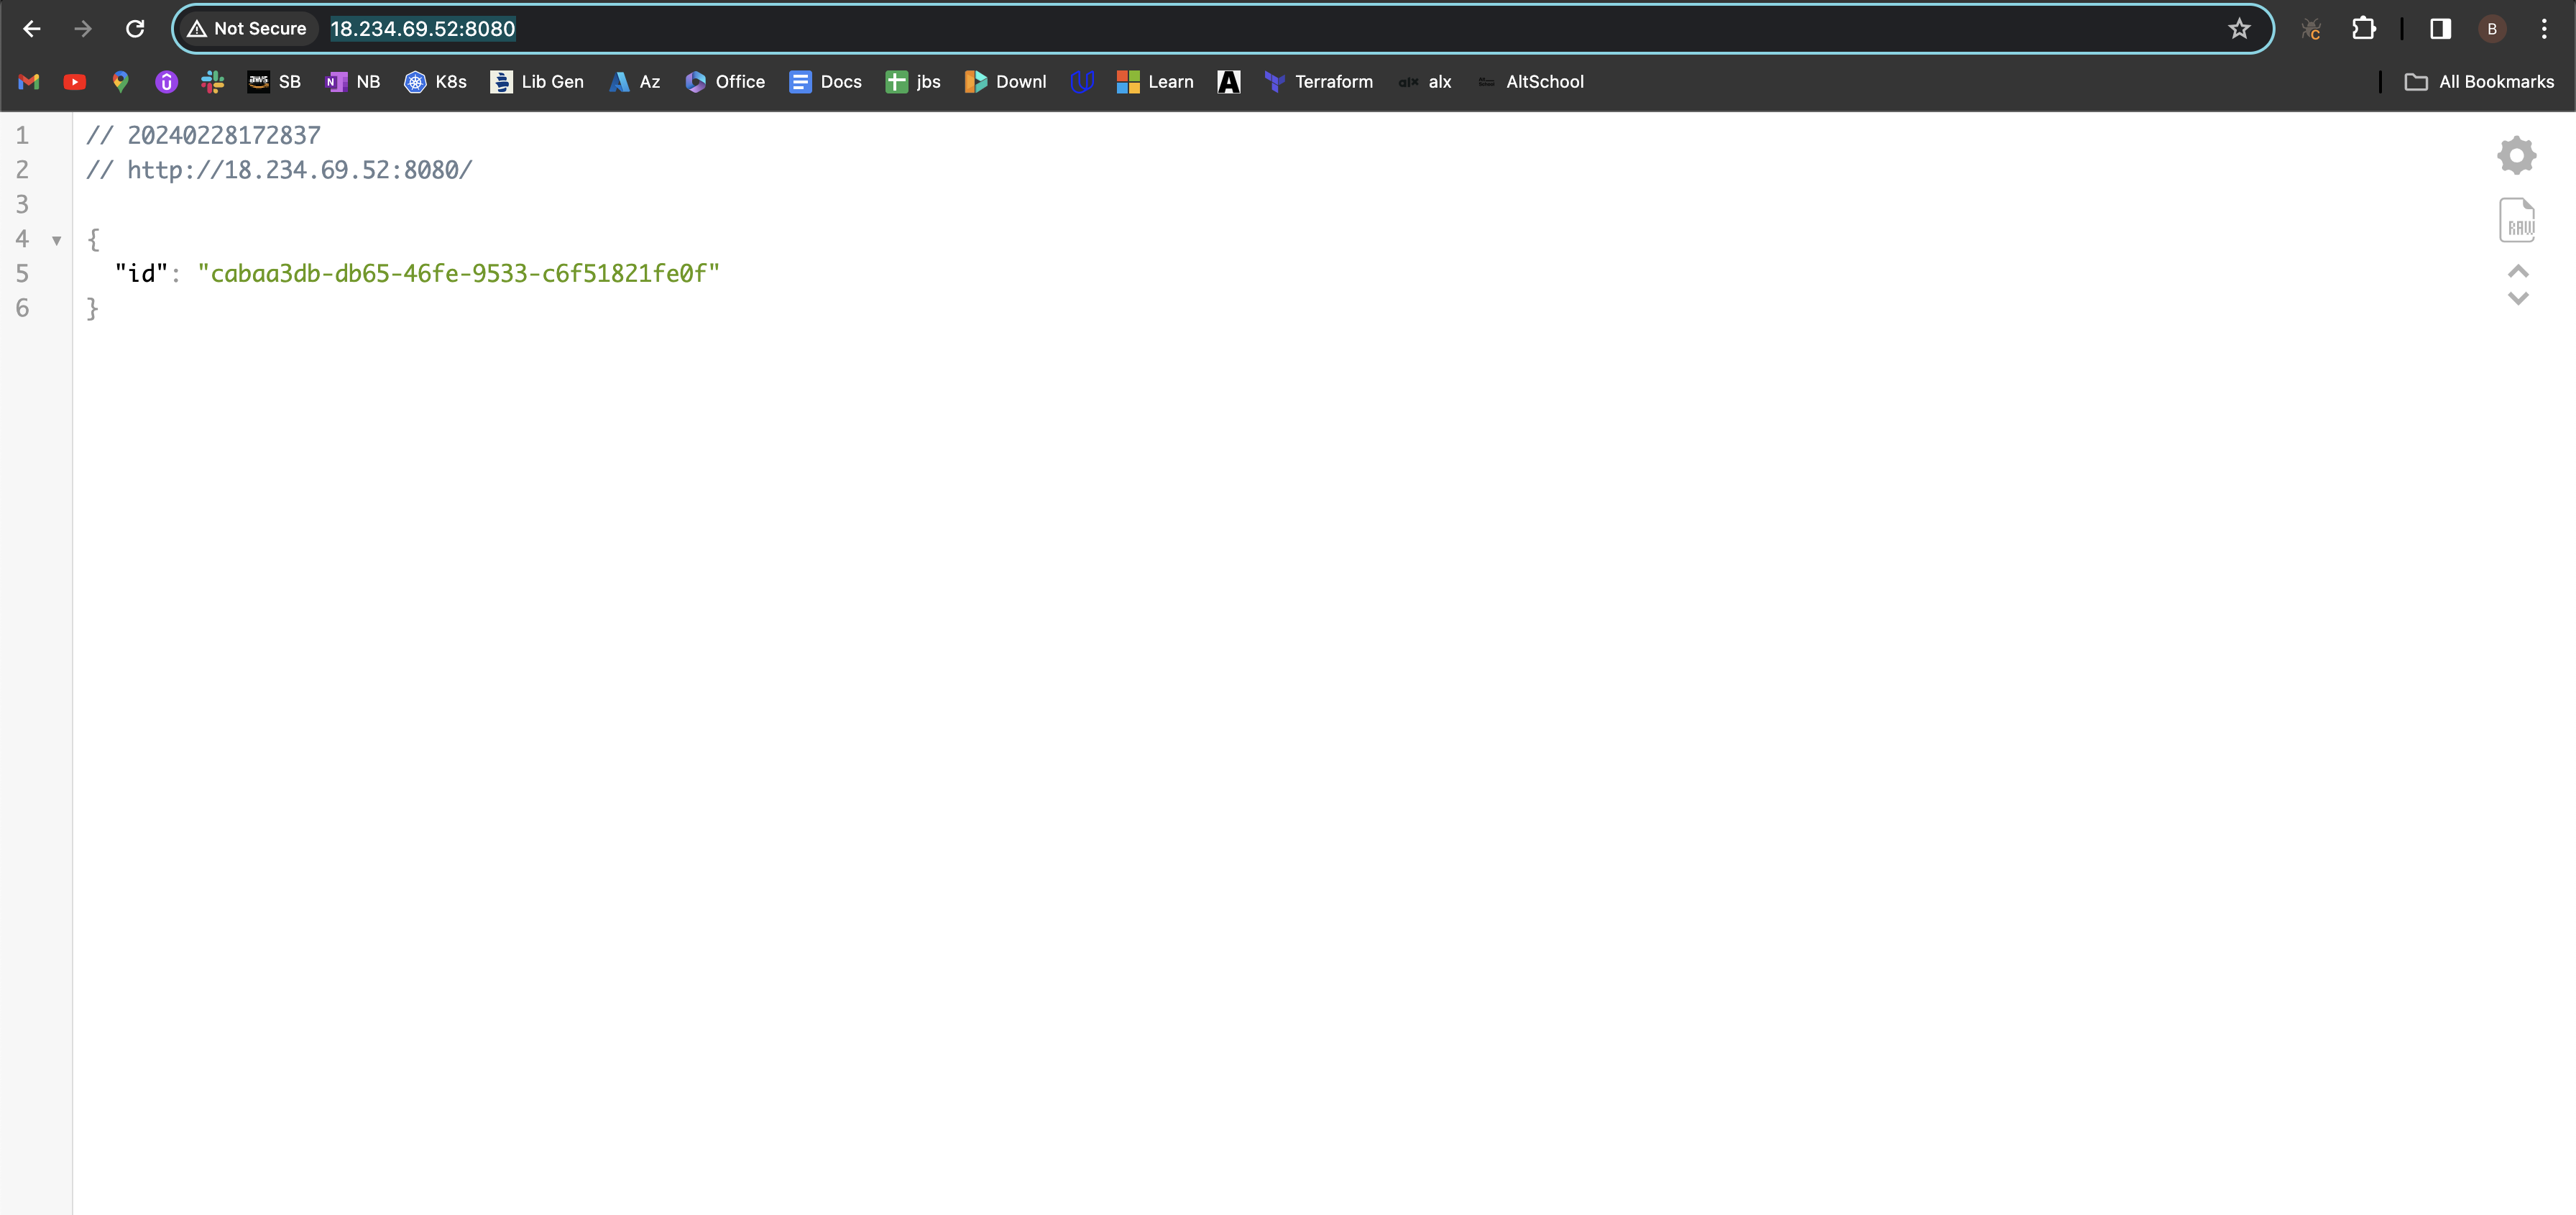 Not Secure 18.234.69.52:8080 C B
aws SB N NB K8s Lib Gen Az Office Docs jbs Downl Learn A Terraform alx alx AltSchool All Bookmarks
1 // 20240228172837
2 // http://18.234.69.52:8080/
3
4 {
5 "id": "cabaa3db-db65-46fe-9533-c6f51821fe0f"
6 }
RAW